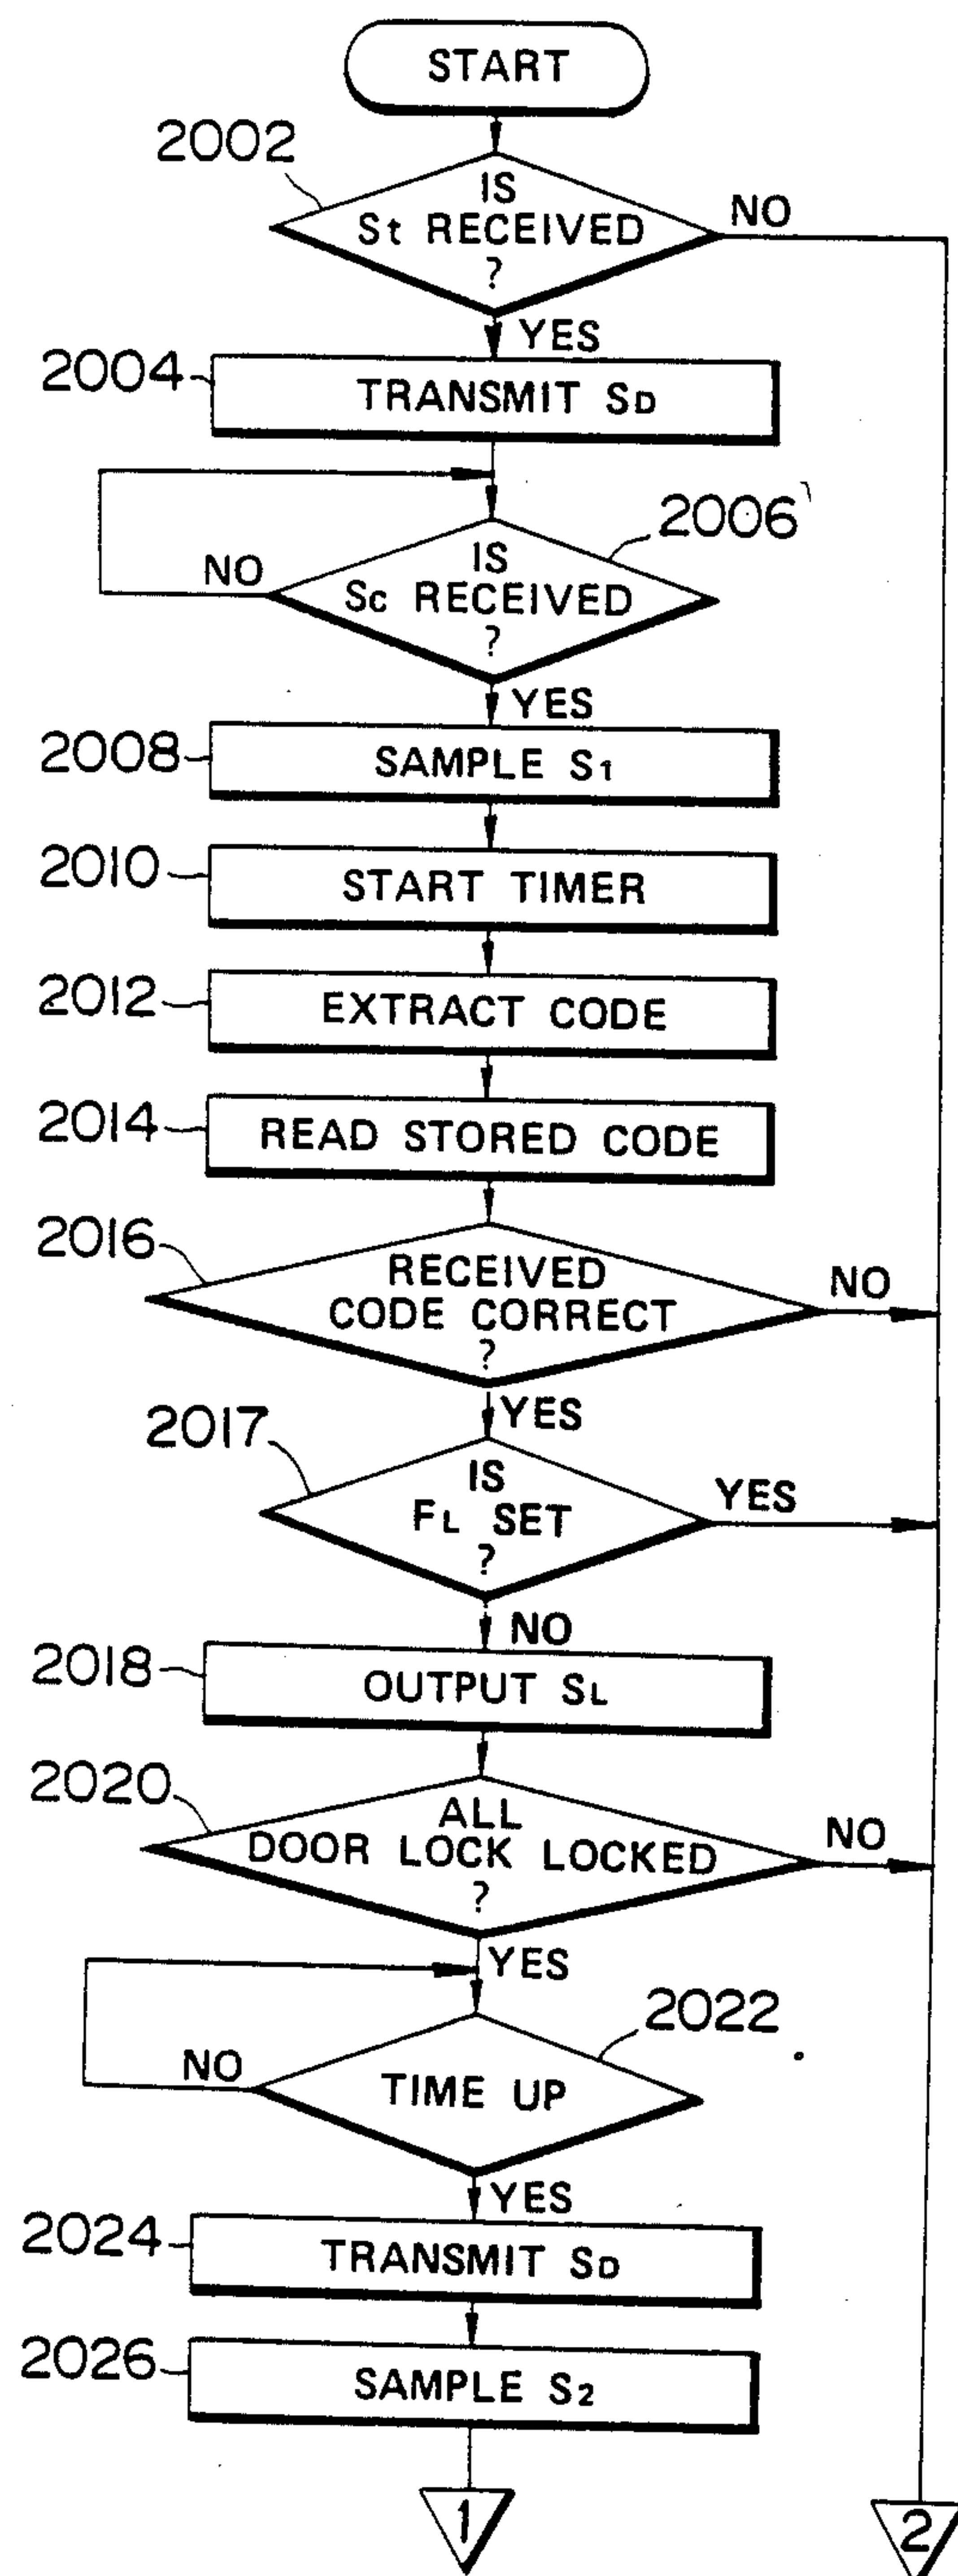 START
2002
IS
St RECEIVED
?
NO
YES
2004
TRANSMIT SD
2006
IS
Sc RECEIVED
?
NO
YES
2008
SAMPLE S1
2010
START TIMER
2012
EXTRACT CODE
2014
READ STORED CODE
2016
RECEIVED
CODE CORRECT
?
NO
YES
2017
IS
FL SET
?
YES
NO
2018
OUTPUT SL
2020
ALL
DOOR LOCK LOCKED
?
NO
YES
2022
TIME UP
NO
YES
2024
TRANSMIT SD
2026
SAMPLE S2
1
2